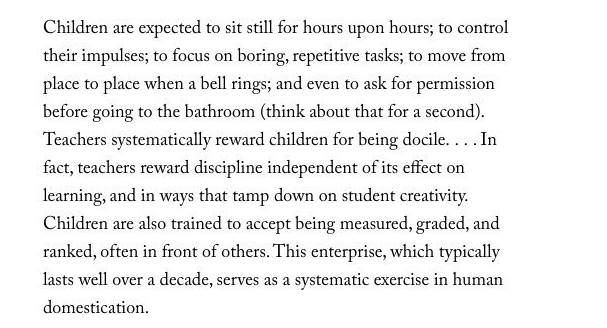 Children are expected to sit still for hours upon hours; to control
their impulses; to focus on boring, repetitive tasks; to move from
place to place when a bell rings; and even to ask for permission
before going to the bathroom (think about that for a second).
Teachers systematically reward children for being docile. . . . In
fact, teachers reward discipline independent of its effect on
learning, and in ways that tamp down on student creativity.
Children are also trained to accept being measured, graded, and
ranked, often in front of others. This enterprise, which typically
lasts well over a decade, serves as a systematic exercise in human
domestication.